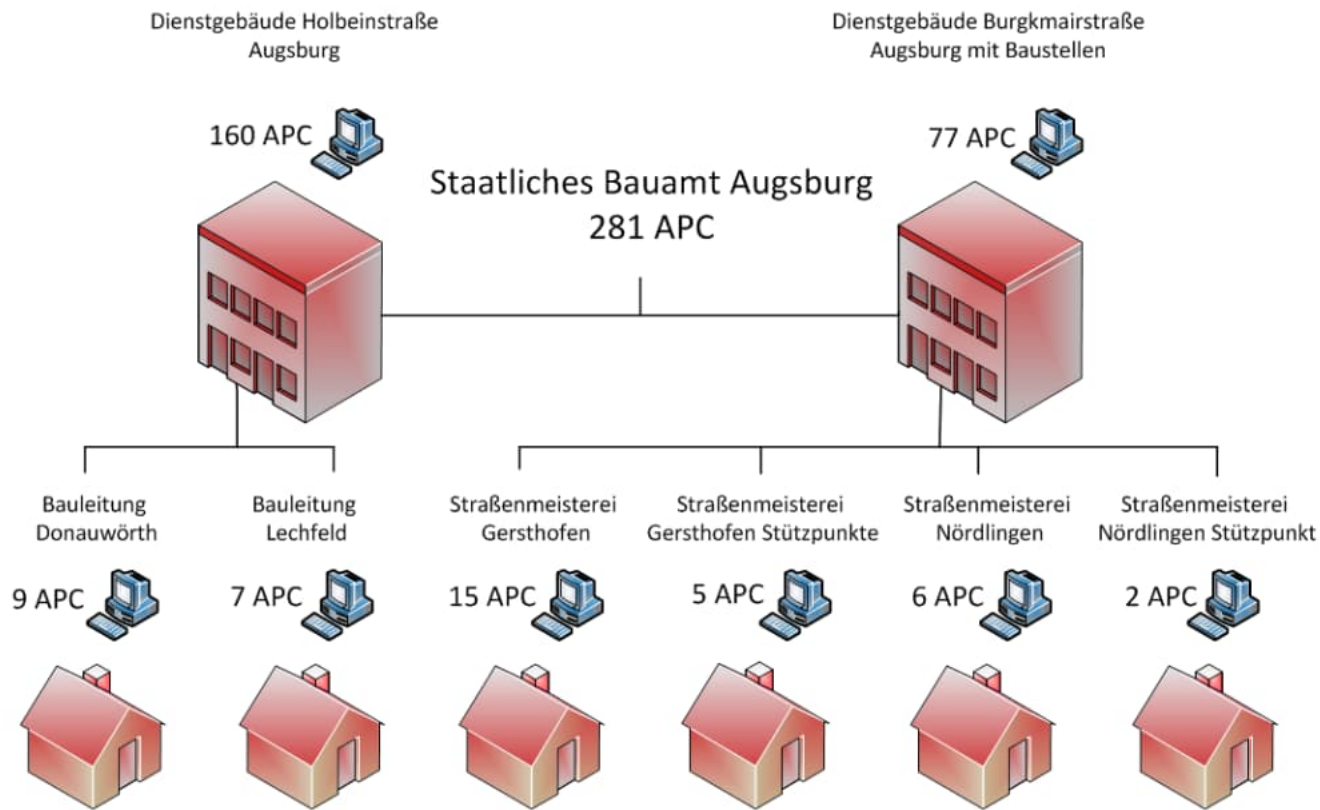 Dienstgebäude Holbeinstraße
Augsburg
Dienstgebäude Burgkmairstraße
Augsburg mit Baustellen
160 APC
77 APC
Staatliches Bauamt Augsburg
281 APC
Bauleitung
Donauwörth
Bauleitung
Lechfeld
Straßenmeisterei
Gersthofen
Straßenmeisterei
Gersthofen Stützpunkte
Straßenmeisterei
Nördlingen
Straßenmeisterei
Nördlingen Stützpunkt
9 APC
7 APC
15 APC
5 APC
6 APC
2 APC